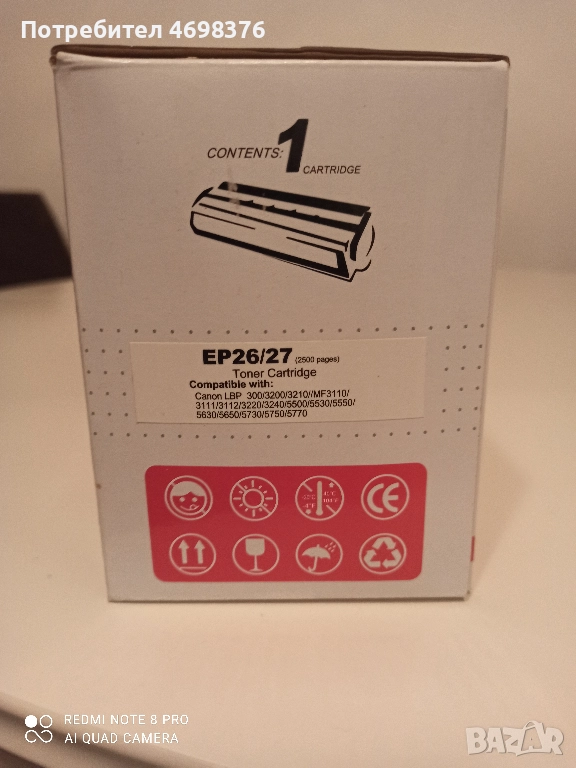 Потребител 4698376
CONTENTS: 1
CARTRIDGE
EP26/27 (2500 pages)
Toner Cartridge
Compatible with:
Canon LBP 300/3200/3210//MF3110/
3111/3112/3220/3240/5500/5530/5550/
5630/5650/5730/5750/5770
CE
REDMI NOTE 8 PRO
AI QUAD CAMERA
BAZAR